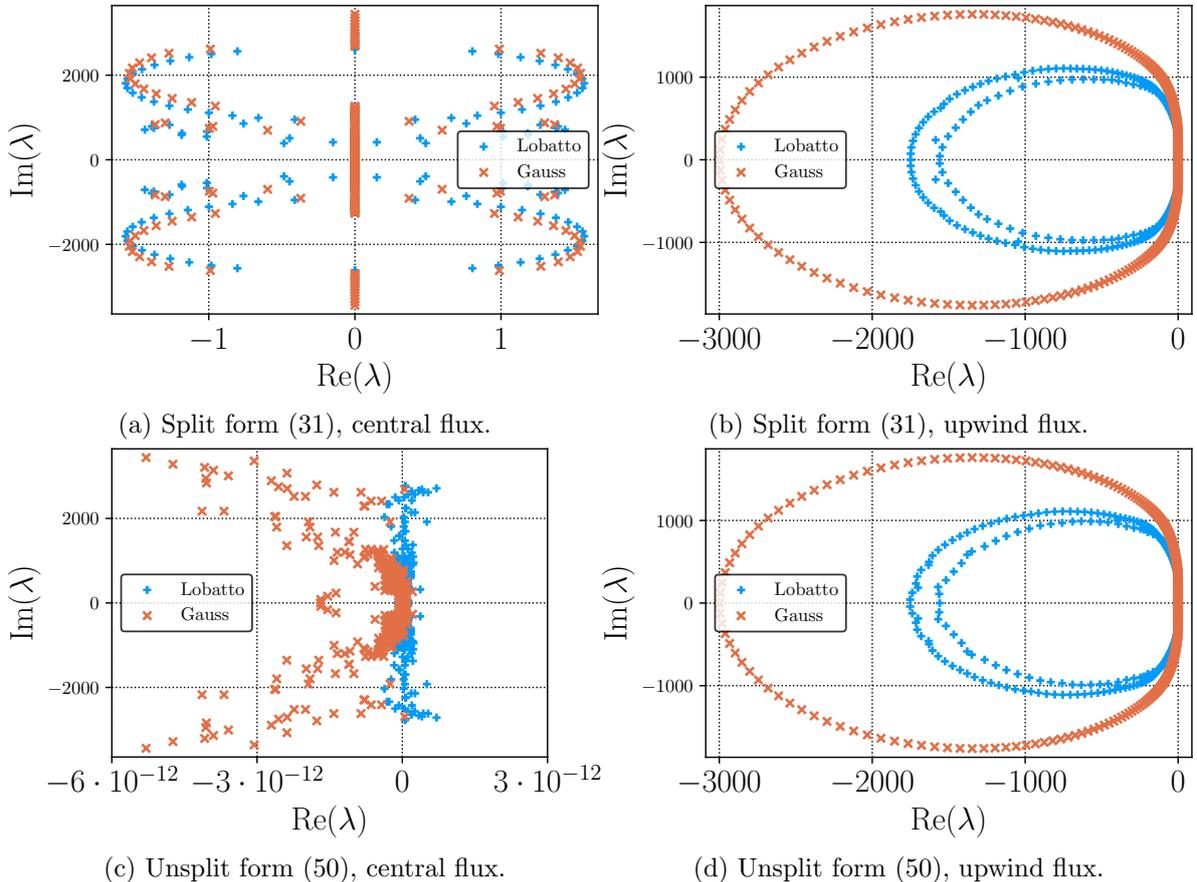 2000
0
−2000
Im(λ)
Lobatto
Gauss
−1
0
1
Re(λ)
(a) Split form (31), central flux.
1000
0
−1000
Im(λ)
Lobatto
Gauss
−3000
−2000
−1000
0
Re(λ)
(b) Split form (31), upwind flux.
2000
0
−2000
Im(λ)
Lobatto
Gauss
−6 · 10⁻¹²
−3 · 10⁻¹²
0
3 · 10⁻¹²
Re(λ)
(c) Unsplit form (50), central flux.
1000
0
−1000
Im(λ)
Lobatto
Gauss
−3000
−2000
−1000
0
Re(λ)
(d) Unsplit form (50), upwind flux.